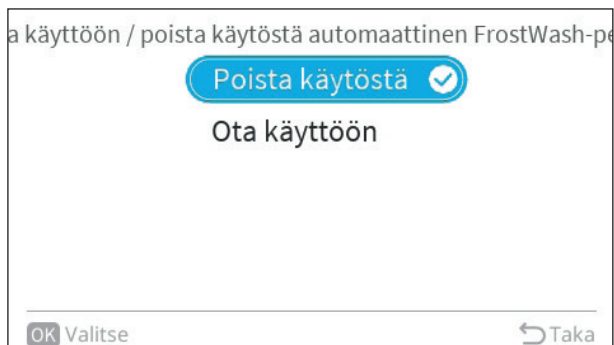 a käyttöön / poista käytöstä automaattinen FrostWash-pe
Poista käytöstä
Ota käyttöön
OK Valitse
Taka